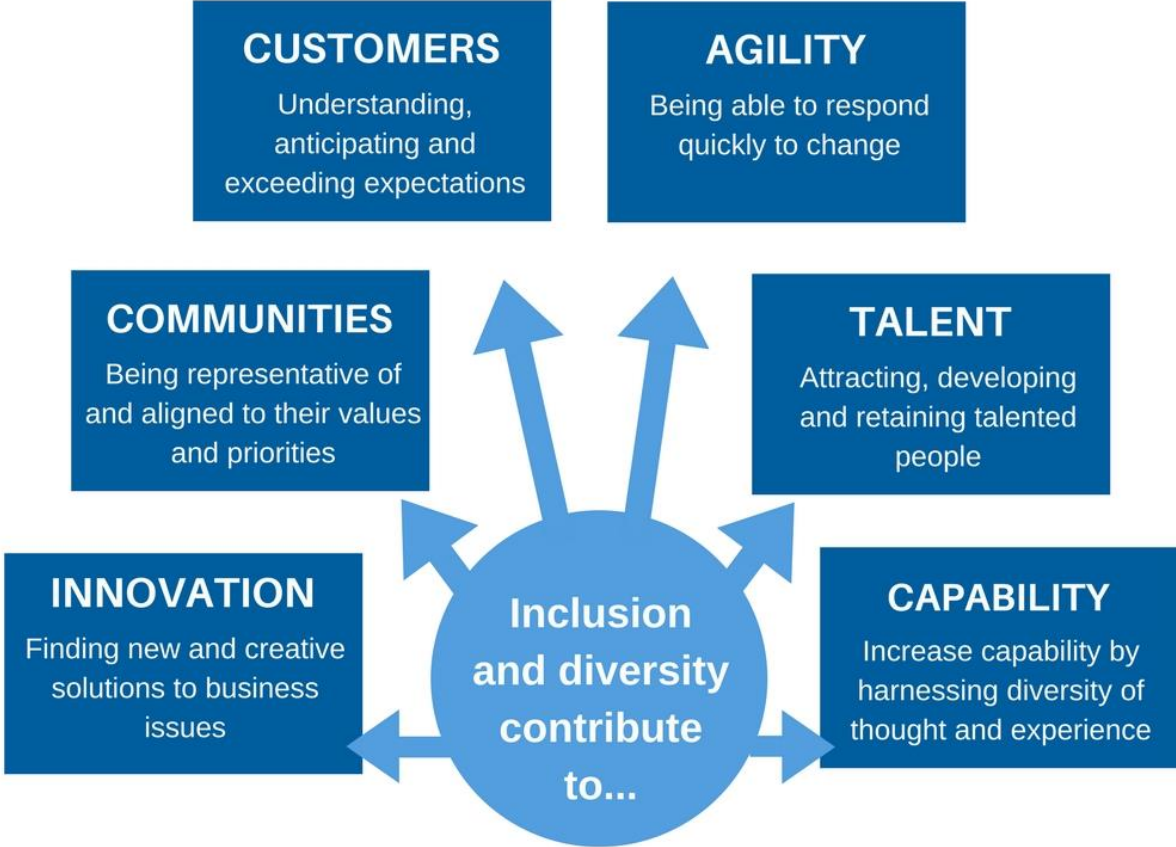 CUSTOMERS
Understanding,
anticipating and
exceeding expectations
AGILITY
Being able to respond
quickly to change
COMMUNITIES
Being representative of
and aligned to their values
and priorities
TALENT
Attracting, developing
and retaining talented
people
INNOVATION
Finding new and creative
solutions to business
issues
Inclusion
and diversity
contribute
to...
CAPABILITY
Increase capability by
harnessing diversity of
thought and experience